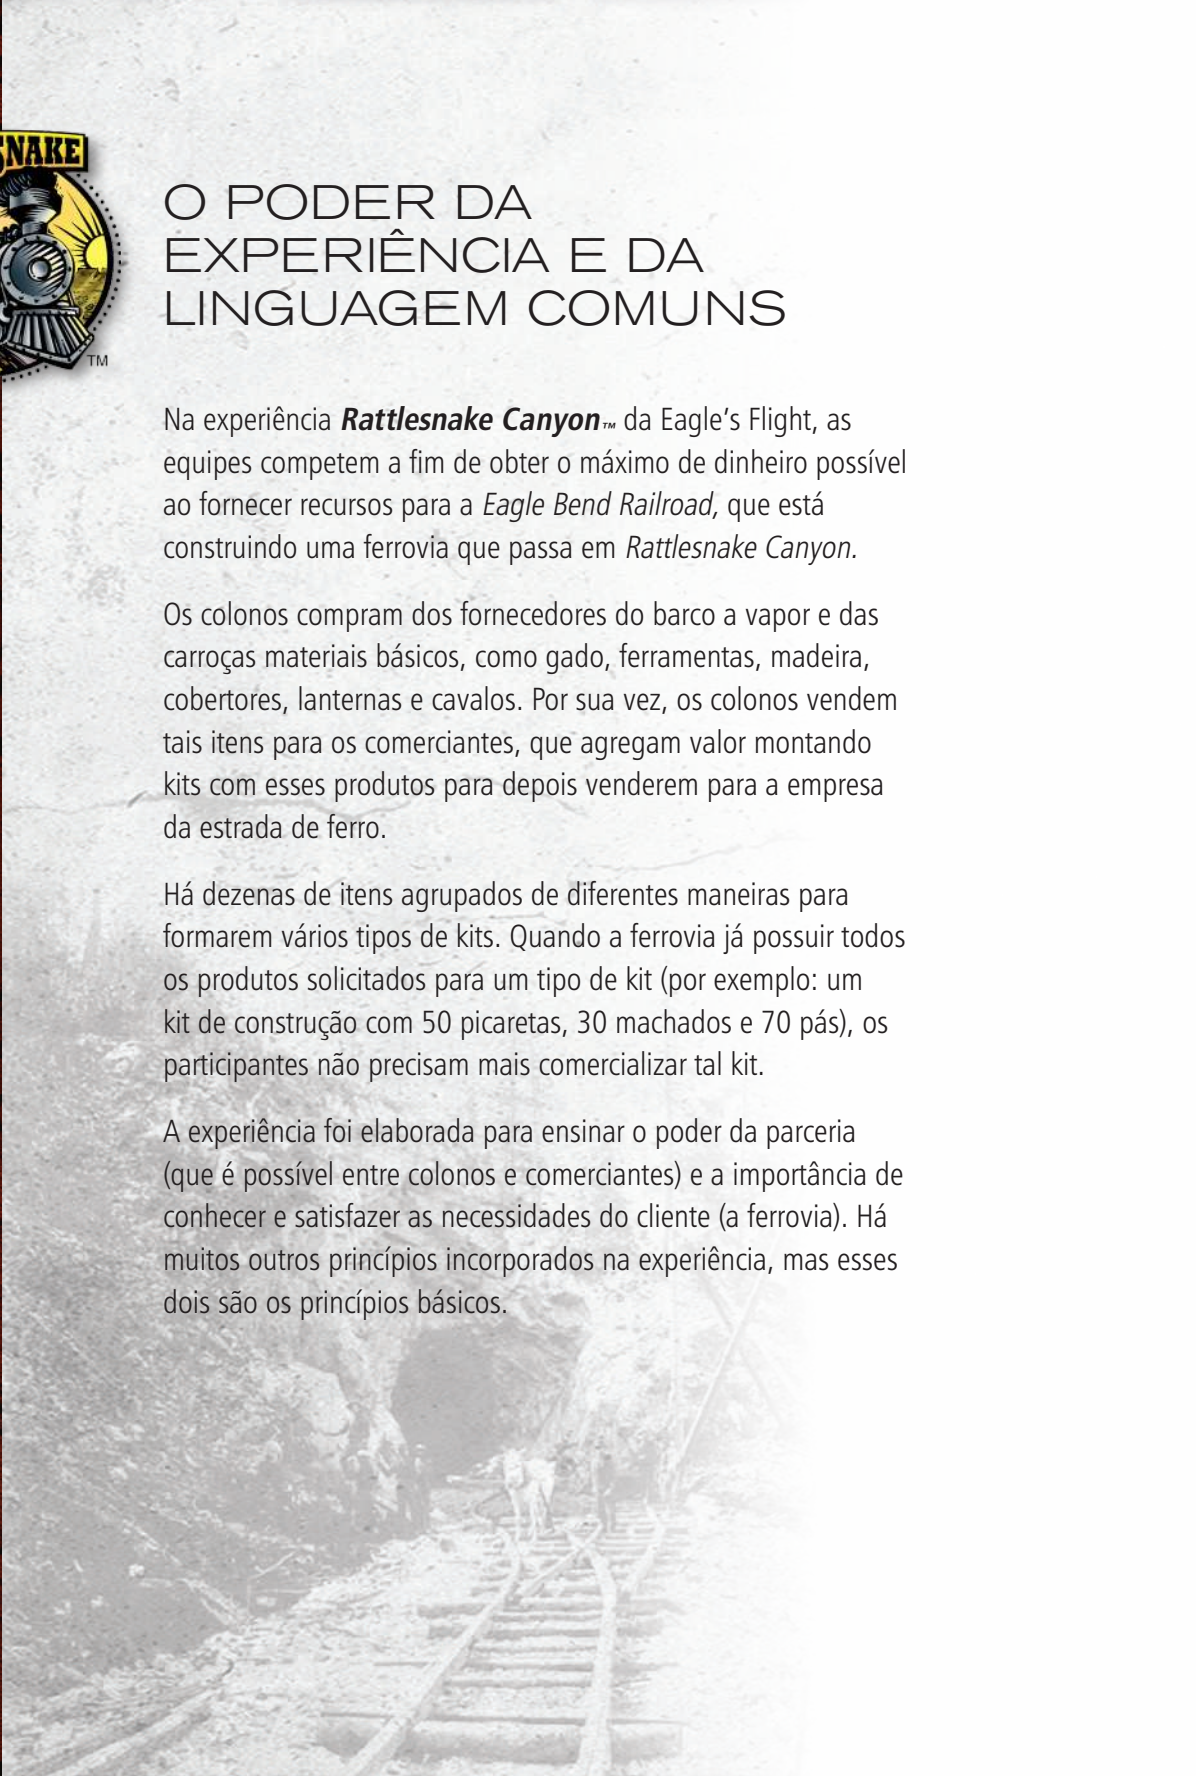 SNAKE
TM
O PODER DA
EXPERIÊNCIA E DA
LINGUAGEM COMUNS
Na experiência Rattlesnake Canyon™ da Eagle’s Flight, as
equipes competem a fim de obter o máximo de dinheiro possível
ao fornecer recursos para a Eagle Bend Railroad, que está
construindo uma ferrovia que passa em Rattlesnake Canyon.
Os colonos compram dos fornecedores do barco a vapor e das
carroças materiais básicos, como gado, ferramentas, madeira,
cobertores, lanternas e cavalos. Por sua vez, os colonos vendem
tais itens para os comerciantes, que agregam valor montando
kits com esses produtos para depois venderem para a empresa
da estrada de ferro.
Há dezenas de itens agrupados de diferentes maneiras para
formarem vários tipos de kits. Quando a ferrovia já possuir todos
os produtos solicitados para um tipo de kit (por exemplo: um
kit de construção com 50 picaretas, 30 machados e 70 pás), os
participantes não precisam mais comercializar tal kit.
A experiência foi elaborada para ensinar o poder da parceria
(que é possível entre colonos e comerciantes) e a importância de
conhecer e satisfazer as necessidades do cliente (a ferrovia). Há
muitos outros princípios incorporados na experiência, mas esses
dois são os princípios básicos.